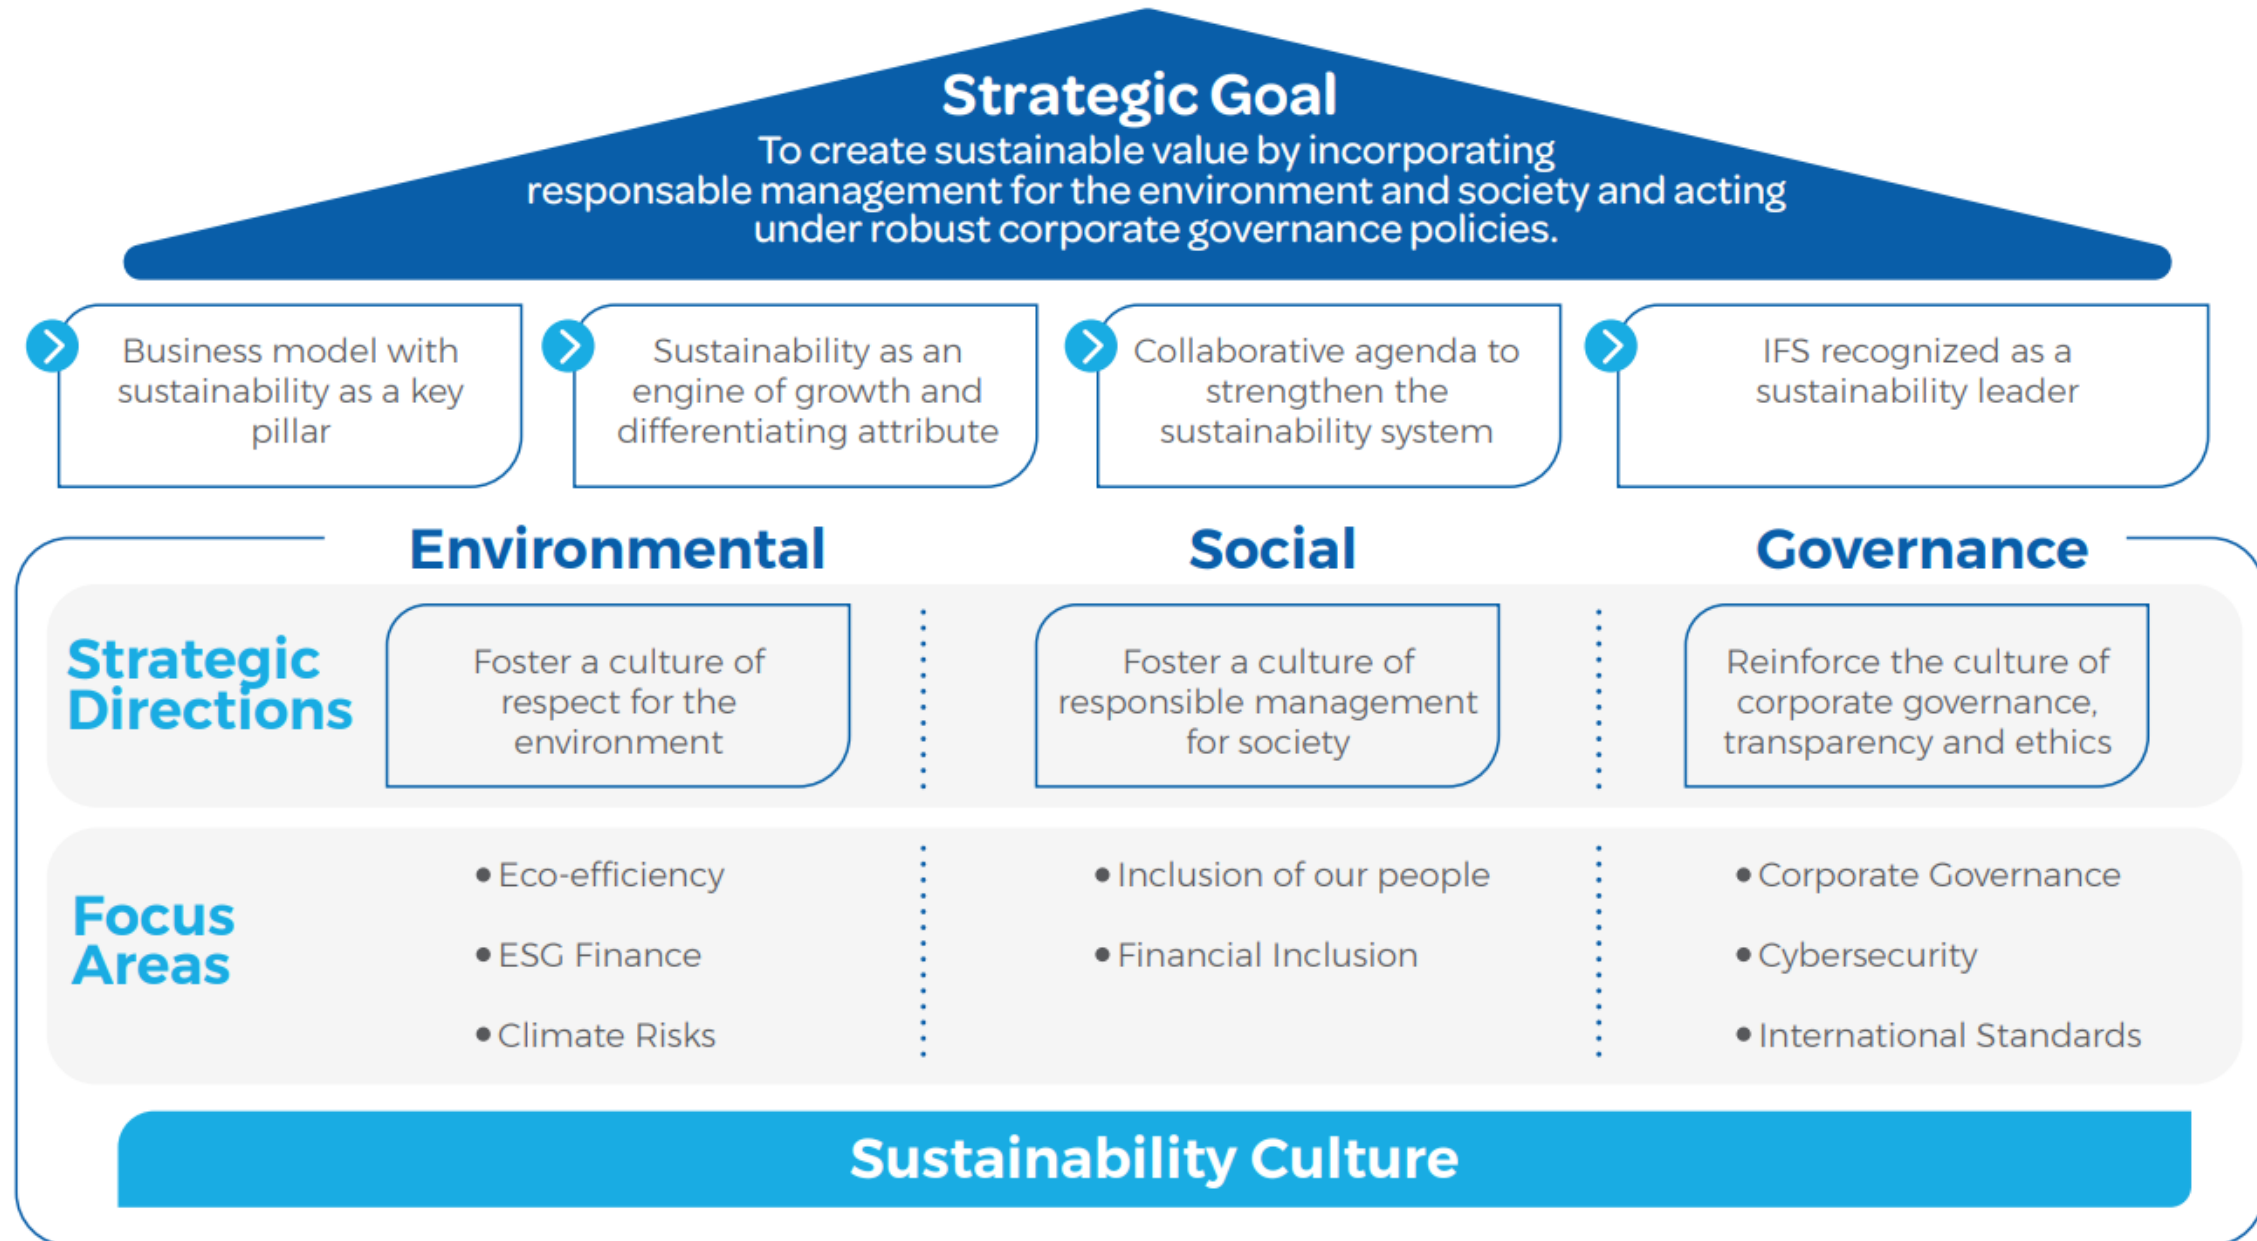 Strategic Goal
To create sustainable value by incorporating
responsable management for the environment and society and acting
under robust corporate governance policies.
Business model with
sustainability as a key
pillar
Sustainability as an
engine of growth and
differentiating attribute
Collaborative agenda to
strengthen the
sustainability system
IFS recognized as a
sustainability leader
Environmental
Social
Governance
Strategic
Directions
Foster a culture of
respect for the
environment
Foster a culture of
responsible management
for society
Reinforce the culture of
corporate governance,
transparency and ethics
Focus
Areas
• Eco-efficiency
• ESG Finance
• Climate Risks
• Inclusion of our people
• Financial Inclusion
• Corporate Governance
• Cybersecurity
• International Standards
Sustainability Culture